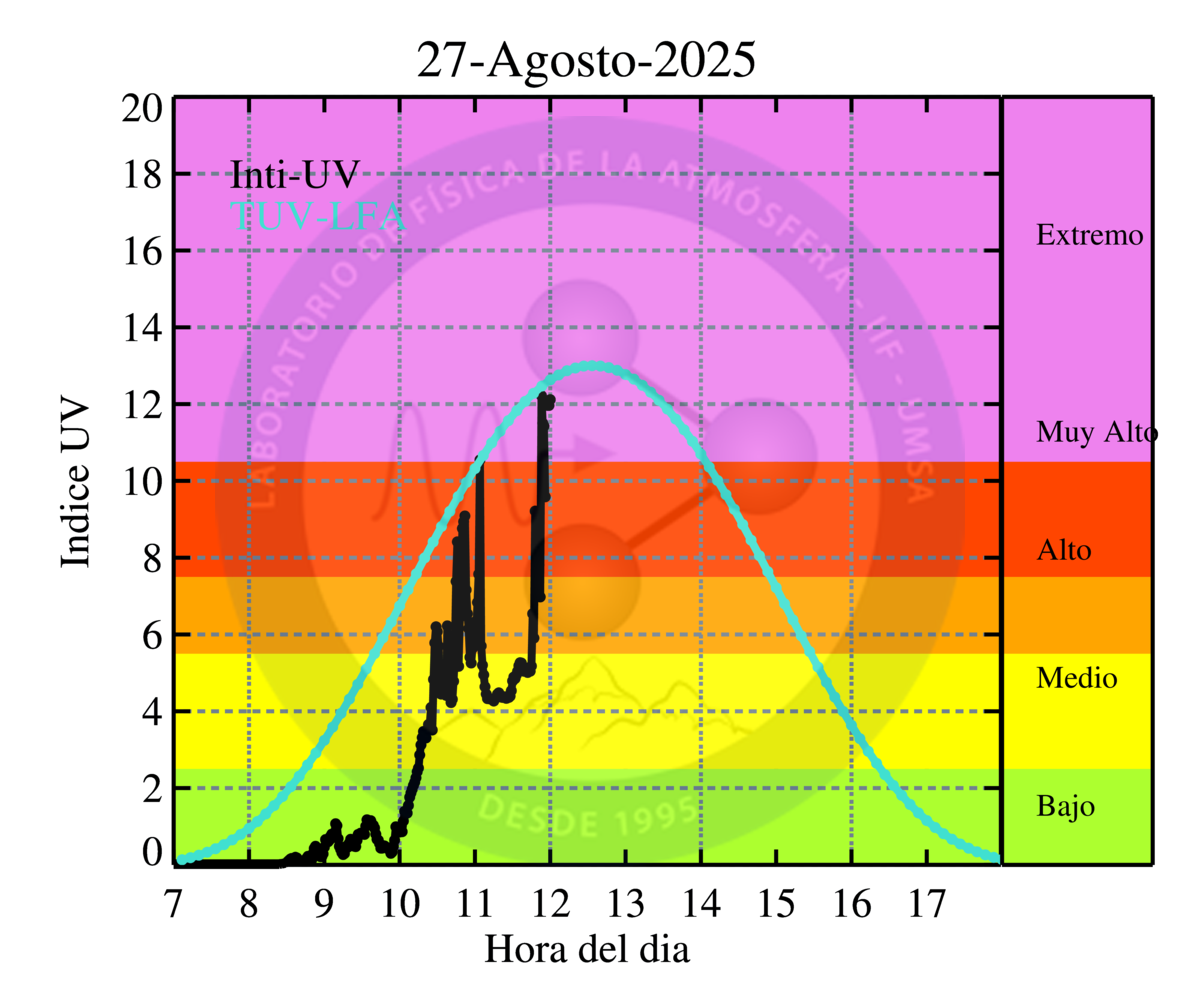 27-Agosto-2025
20
18
16
14
12
10
8
6
4
2
0
Indice UV
Inti-UV
TUV-LFA
LABORATORIO DE FÍSICA DE LA ATMÓSFERA - IIF - UMSA
DESDE 1995
Extremo
Muy Alto
Alto
Medio
Bajo
7 8 9 10 11 12 13 14 15 16 17
Hora del dia